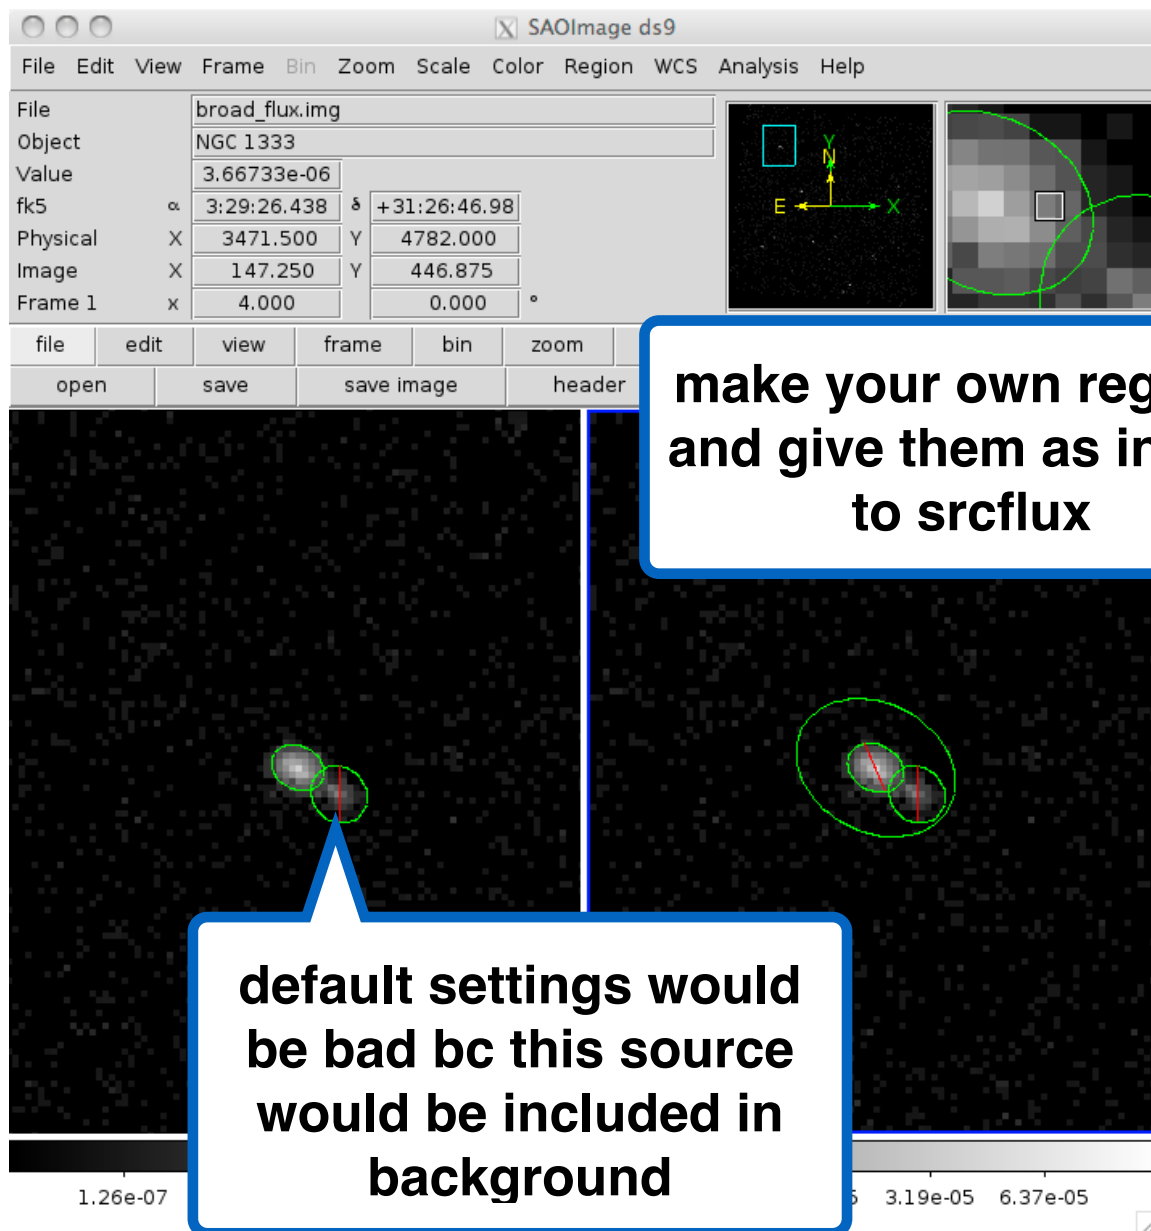 SAOImage ds9
File Edit View Frame Bin Zoom Scale Color Region WCS Analysis Help
File broad_flux.img
Object NGC 1333
Value 3.66733e-06
fk5 α 3:29:26.438 δ +31:26:46.98
Physical X 3471.500 Y 4782.000
Image X 147.250 Y 446.875
Frame 1 x 4.000 0.000 °
Y
N
E X
file edit view frame bin zoom
open save save image header
make your own reg
and give them as in
to srcflux
default settings would
be bad bc this source
would be included in
background
1.26e-07 3.19e-05 6.37e-05